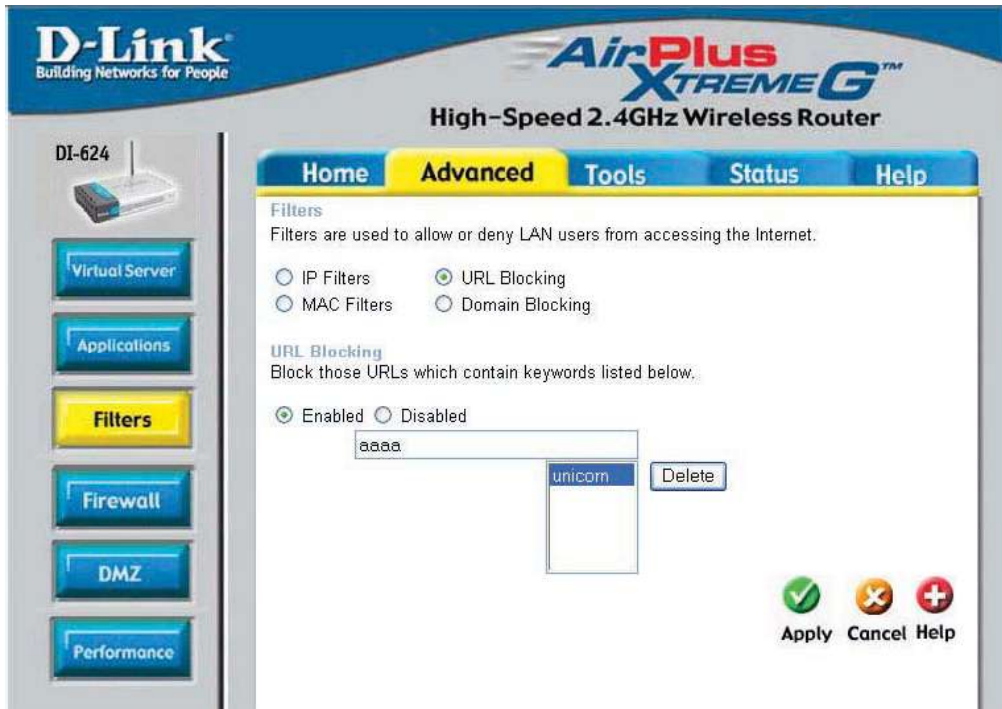 D-Link
Building Networks for People
AirPlus
XTREME G™
High-Speed 2.4GHz Wireless Router
DI-624
Home Advanced Tools Status Help
Virtual Server
Applications
Filters
Firewall
DMZ
Performance
Filters
Filters are used to allow or deny LAN users from accessing the Internet.
IP Filters URL Blocking
MAC Filters Domain Blocking
URL Blocking
Block those URLs which contain keywords listed below.
Enabled Disabled
aaaa
unicorn Delete
Apply Cancel Help